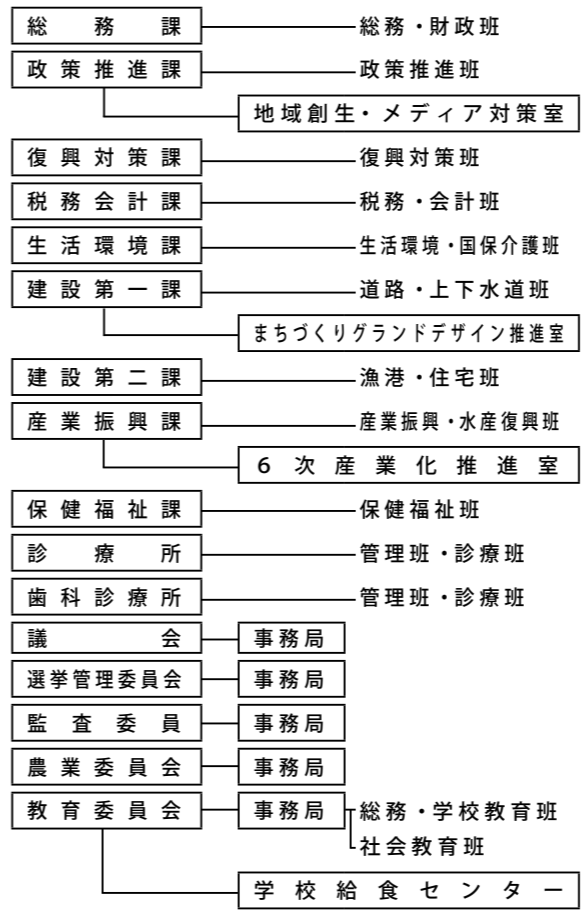 総務課 総務・財政班
政策推進課 政策推進班
地域創生・メディア対策室
復興対策課 復興対策班
税務会計課 税務・会計班
生活環境課 生活環境・国保介護班
建設第一課 道路・上下水道班
まちづくりグランドデザイン推進室
建設第二課 漁港・住宅班
産業振興課 産業振興・水産復興班
6次産業化推進室
保健福祉課 保健福祉班
診療所 管理班・診療班
歯科診療所 管理班・診療班
議会 事務局
選挙管理委員会 事務局
監査委員 事務局
農業委員会 事務局
教育委員会 事務局 総務・学校教育班
社会教育班
学校給食センター